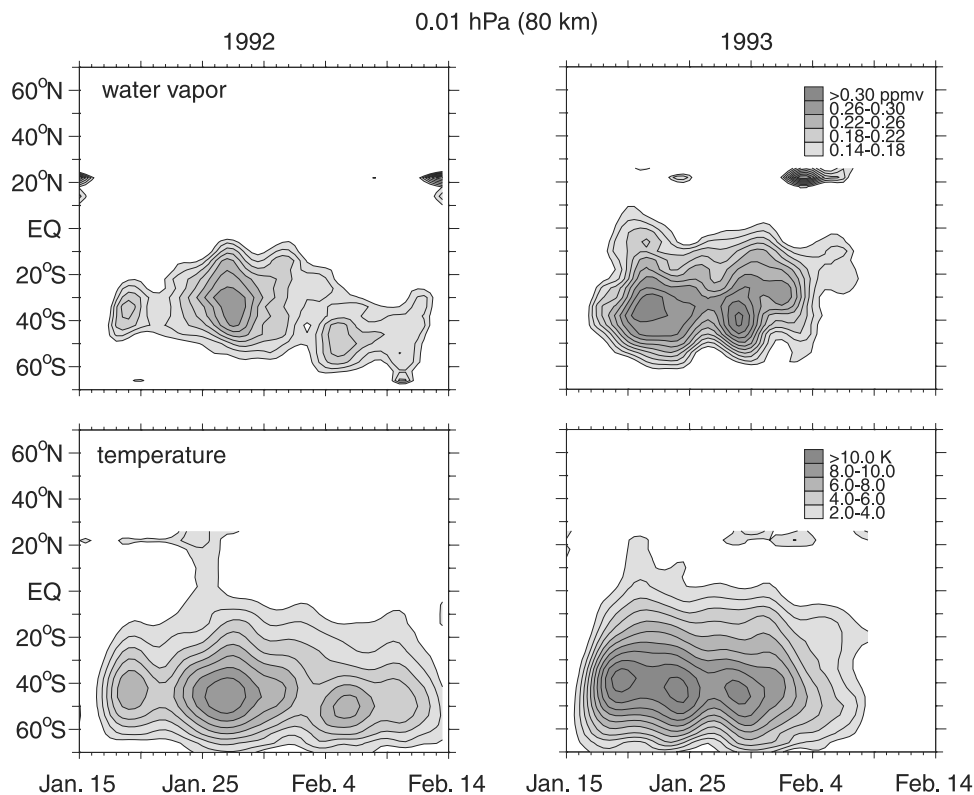 0.01 hPa (80 km)
1992
1993
water vapor
60°N
40°N
20°N
EQ
20°S
40°S
60°S
>0.30 ppmv
0.26-0.30
0.22-0.26
0.18-0.22
0.14-0.18
temperature
60°N
40°N
20°N
EQ
20°S
40°S
60°S
>10.0 K
8.0-10.0
6.0-8.0
4.0-6.0
2.0-4.0
Jan. 15 Jan. 25 Feb. 4 Feb. 14
Jan. 15 Jan. 25 Feb. 4 Feb. 14